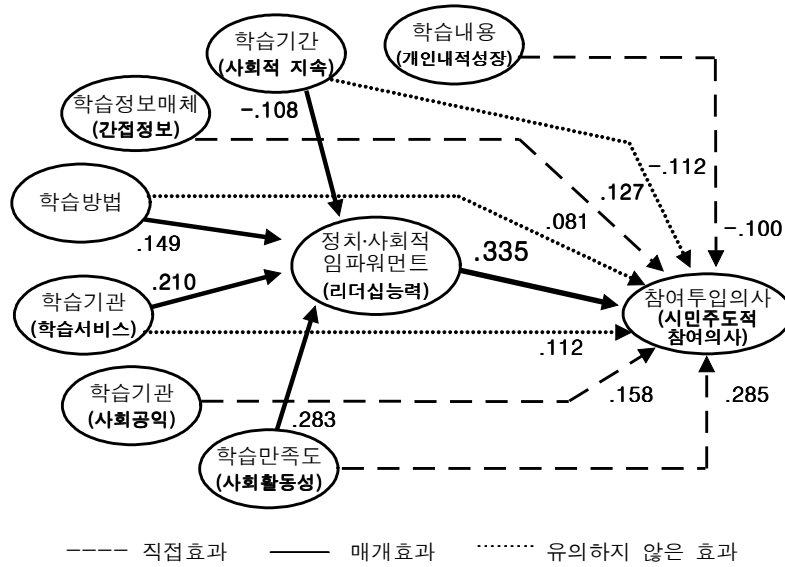 학습기간
(사회적 지속)
학습내용
(개인내적성장)
학습정보매체
(간접정보)
-.108
-.112
.127
학습방법
.081
-.100
.149
정치·사회적
임파워먼트
(리더십능력)
.335
.210
학습기관
(학습서비스)
참여투입의사
(시민주도적
참여의사)
.112
학습기관
(사회공익)
.158
.285
.283
학습만족도
(사회활동성)
직접효과
매개효과
유의하지 않은 효과